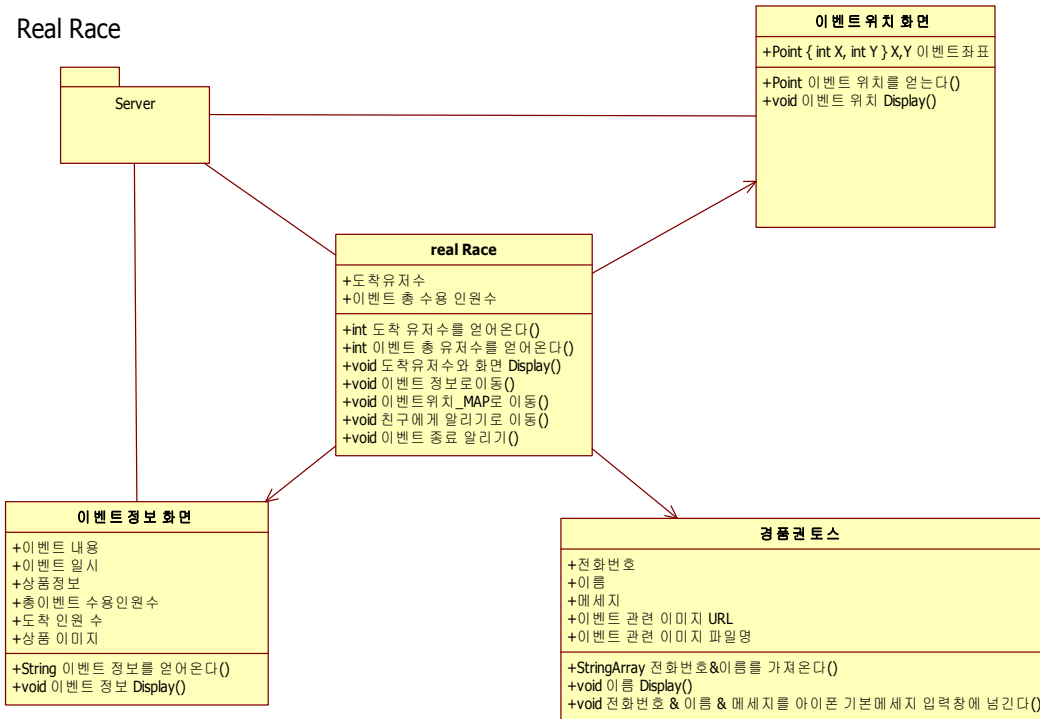 Real Race
Server
이벤트위치화면
+Point { int X, int Y } X,Y 이벤트좌표
+Point 이벤트 위치를 얻는다()
+void 이벤트 위치 Display()
real Race
+도착유저수
+이벤트 총 수용 인원수
+int 도착 유저수를 얻어온다()
+int 이벤트 총 유저수를 얻어온다()
+void 도착유저수와 화면 Display()
+void 이벤트 정보로이동()
+void 이벤트위치_MAP로 이동()
+void 친구에게 알리기로 이동()
+void 이벤트 종료 알리기()
이벤트정보화면
+이벤트 내용
+이벤트 일시
+상품정보
+총이벤트 수용인원수
+도착 인원 수
+상품 이미지
+String 이벤트 정보를 얻어온다()
+void 이벤트 정보 Display()
경품권토스
+전화번호
+이름
+메세지
+이벤트 관련 이미지 URL
+이벤트 관련 이미지 파일명
+StringArray 전화번호&이름를 가져온다()
+void 이름 Display()
+void 전화번호 & 이름 & 메세지를 아이폰 기본메세지 입력창에 넘긴다()